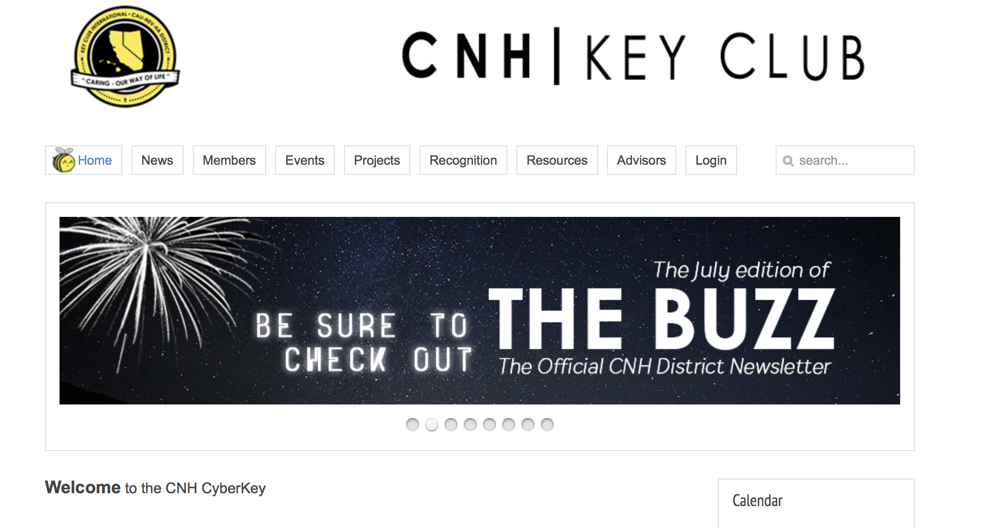 KEY CLUB INTERNATIONAL • CALI-NEV-HA DISTRICT
" CARING - OUR WAY OF LIFE "
CNH | KEY CLUB
Home News Members Events Projects Recognition Resources Advisors Login search...
The July edition of
BE SURE TO
CHECK OUT
THE BUZZ
The Official CNH District Newsletter
Welcome to the CNH CyberKey
Calendar